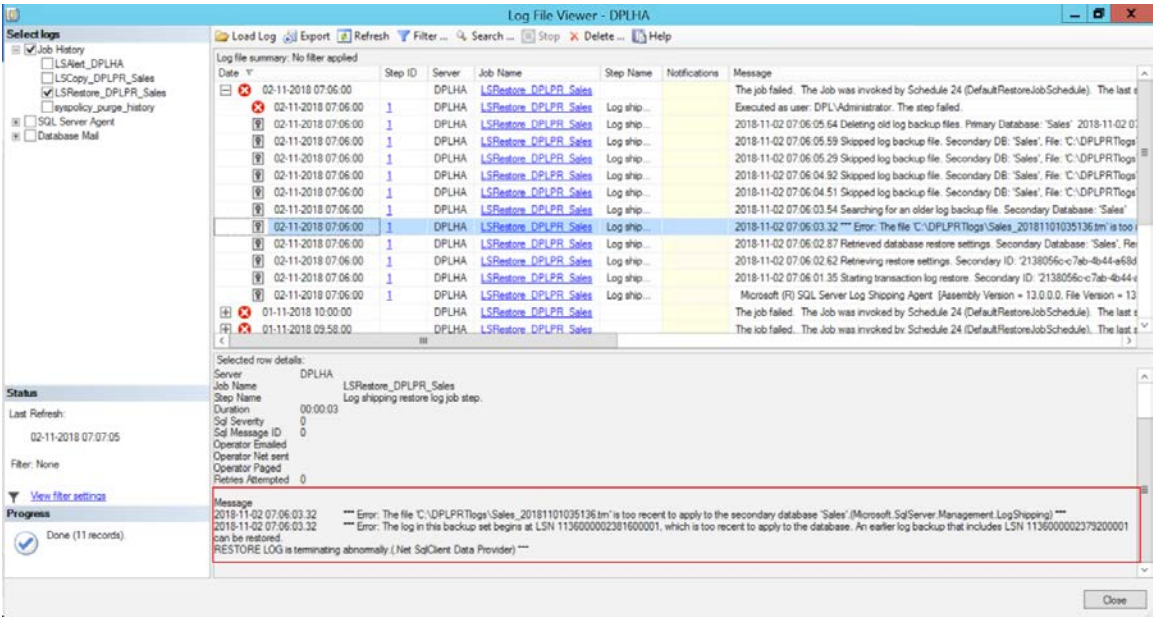 Log File Viewer - DPLHA
Select logs
Job History
LSAlert_DPLHA
LSCopy_DPLPR_Sales
LSRestore_DPLPR_Sales
syspolicy_purge_history
SQL Server Agent
Database Mail
Load Log Export Refresh Filter ... Search ... Stop Delete ... Help
Log file summary: No filter applied
Date Step ID Server Job Name Step Name Notifications Message
02-11-2018 07:06:00 DPLHA LSRestore_DPLPR_Sales The job failed. The Job was invoked by Schedule 24 (DefaultRestoreJobSchedule). The last s
02-11-2018 07:06:00 1 DPLHA LSRestore_DPLPR_Sales Log ship... Executed as user: DPL\Administrator. The step failed.
02-11-2018 07:06:00 1 DPLHA LSRestore_DPLPR_Sales Log ship... 2018-11-02 07:06:05.64 Deleting old log backup files. Primary Database: 'Sales' 2018-11-02 07
02-11-2018 07:06:00 1 DPLHA LSRestore_DPLPR_Sales Log ship... 2018-11-02 07:06:05.59 Skipped log backup file. Secondary DB: 'Sales', File: 'C:\DPLPRTlogs
02-11-2018 07:06:00 1 DPLHA LSRestore_DPLPR_Sales Log ship... 2018-11-02 07:06:05.29 Skipped log backup file. Secondary DB: 'Sales', File: 'C:\DPLPRTlogs
02-11-2018 07:06:00 1 DPLHA LSRestore_DPLPR_Sales Log ship... 2018-11-02 07:06:04.92 Skipped log backup file. Secondary DB: 'Sales', File: 'C:\DPLPRTlogs
02-11-2018 07:06:00 1 DPLHA LSRestore_DPLPR_Sales Log ship... 2018-11-02 07:06:04.51 Skipped log backup file. Secondary DB: 'Sales', File: 'C:\DPLPRTlogs
02-11-2018 07:06:00 1 DPLHA LSRestore_DPLPR_Sales Log ship... 2018-11-02 07:06:03.54 Searching for an older log backup file. Secondary Database: 'Sales'
02-11-2018 07:06:00 1 DPLHA LSRestore_DPLPR_Sales Log ship... 2018-11-02 07:06:03.32 *** Error: The file 'C:\DPLPRTlogs\Sales_20181101035136.trn' is too
02-11-2018 07:06:00 1 DPLHA LSRestore_DPLPR_Sales Log ship... 2018-11-02 07:06:02.87 Retrieved database restore settings. Secondary Database: 'Sales', Re
02-11-2018 07:06:00 1 DPLHA LSRestore_DPLPR_Sales Log ship... 2018-11-02 07:06:02.62 Retrieving restore settings. Secondary ID: '2138056c-c7ab-4b44-a68d
02-11-2018 07:06:00 1 DPLHA LSRestore_DPLPR_Sales Log ship... 2018-11-02 07:06:01.35 Starting transaction log restore. Secondary ID: '2138056c-c7ab-4b44-a
02-11-2018 07:06:00 1 DPLHA LSRestore_DPLPR_Sales Log ship... Microsoft (R) SQL Server Log Shipping Agent [Assembly Version = 13.0.0.0, File Version = 13
01-11-2018 10:00:00 DPLHA LSRestore_DPLPR_Sales The job failed. The Job was invoked by Schedule 24 (DefaultRestoreJobSchedule). The last s
01-11-2018 09:58:00 DPLHA LSRestore_DPLPR_Sales The job failed. The Job was invoked by Schedule 24 (DefaultRestoreJobSchedule). The last s
Selected row details:
Server DPLHA
Job Name LSRestore_DPLPR_Sales
Step Name Log shipping restore log job step.
Duration 00:00:03
Sql Severity 0
Sql Message ID 0
Operator Emailed
Operator Net sent
Operator Paged
Retries Attempted 0
Message
2018-11-02 07:06:03.32 *** Error: The file 'C:\DPLPRTlogs\Sales_20181101035136.trn' is too recent to apply to the secondary database 'Sales'.(Microsoft.SqlServer.Management.LogShipping) ***
2018-11-02 07:06:03.32 *** Error: The log in this backup set begins at LSN 1136000002381600001, which is too recent to apply to the database. An earlier log backup that includes LSN 1136000002379200001
can be restored.
RESTORE LOG is terminating abnormally.(.Net SqlClient Data Provider) ***
Status
Last Refresh:
02-11-2018 07:07:05
Filter: None
View filter settings
Progress
Done (11 records).
Close